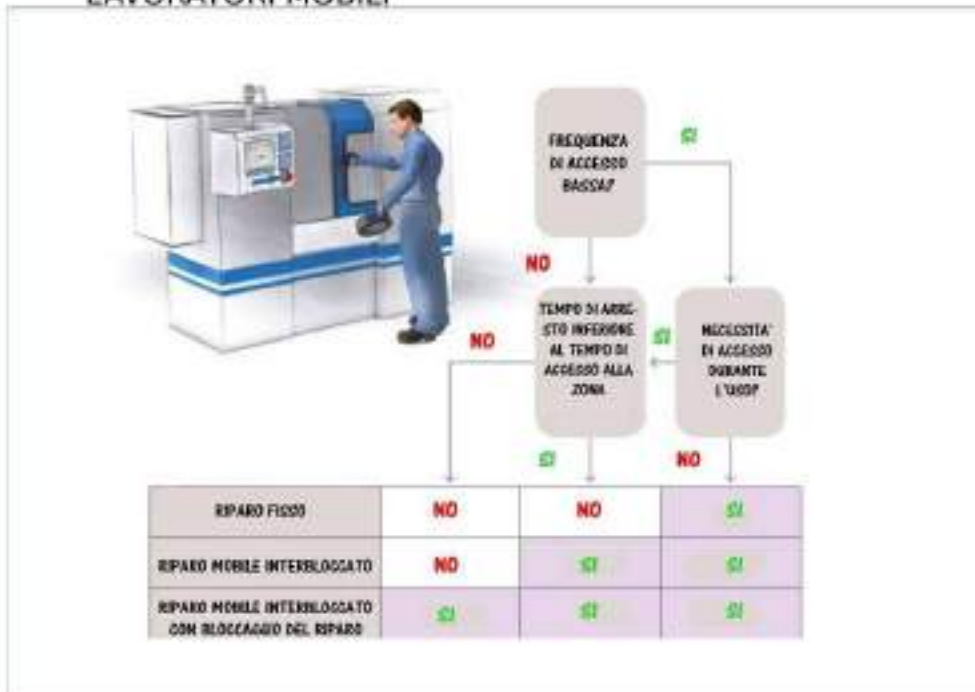 LAVORATORI MOBILI
FREQUENZA
DI ACCESSO
BASSA?
SI
NO
TEMPO DI ARRE-
STO INFERIORE
AL TEMPO DI
ACCESSO ALLA
ZONA
NO
SI
NECESSITA'
DI ACCESSO
DURANTE
L'USO?
SI
NO
RIPARO FISSO NO NO SI
RIPARO MOBILE INTERBLOCCATO NO SI SI
RIPARO MOBILE INTERBLOCCATO
CON BLOCCAGGIO DEL RIPARO SI SI SI